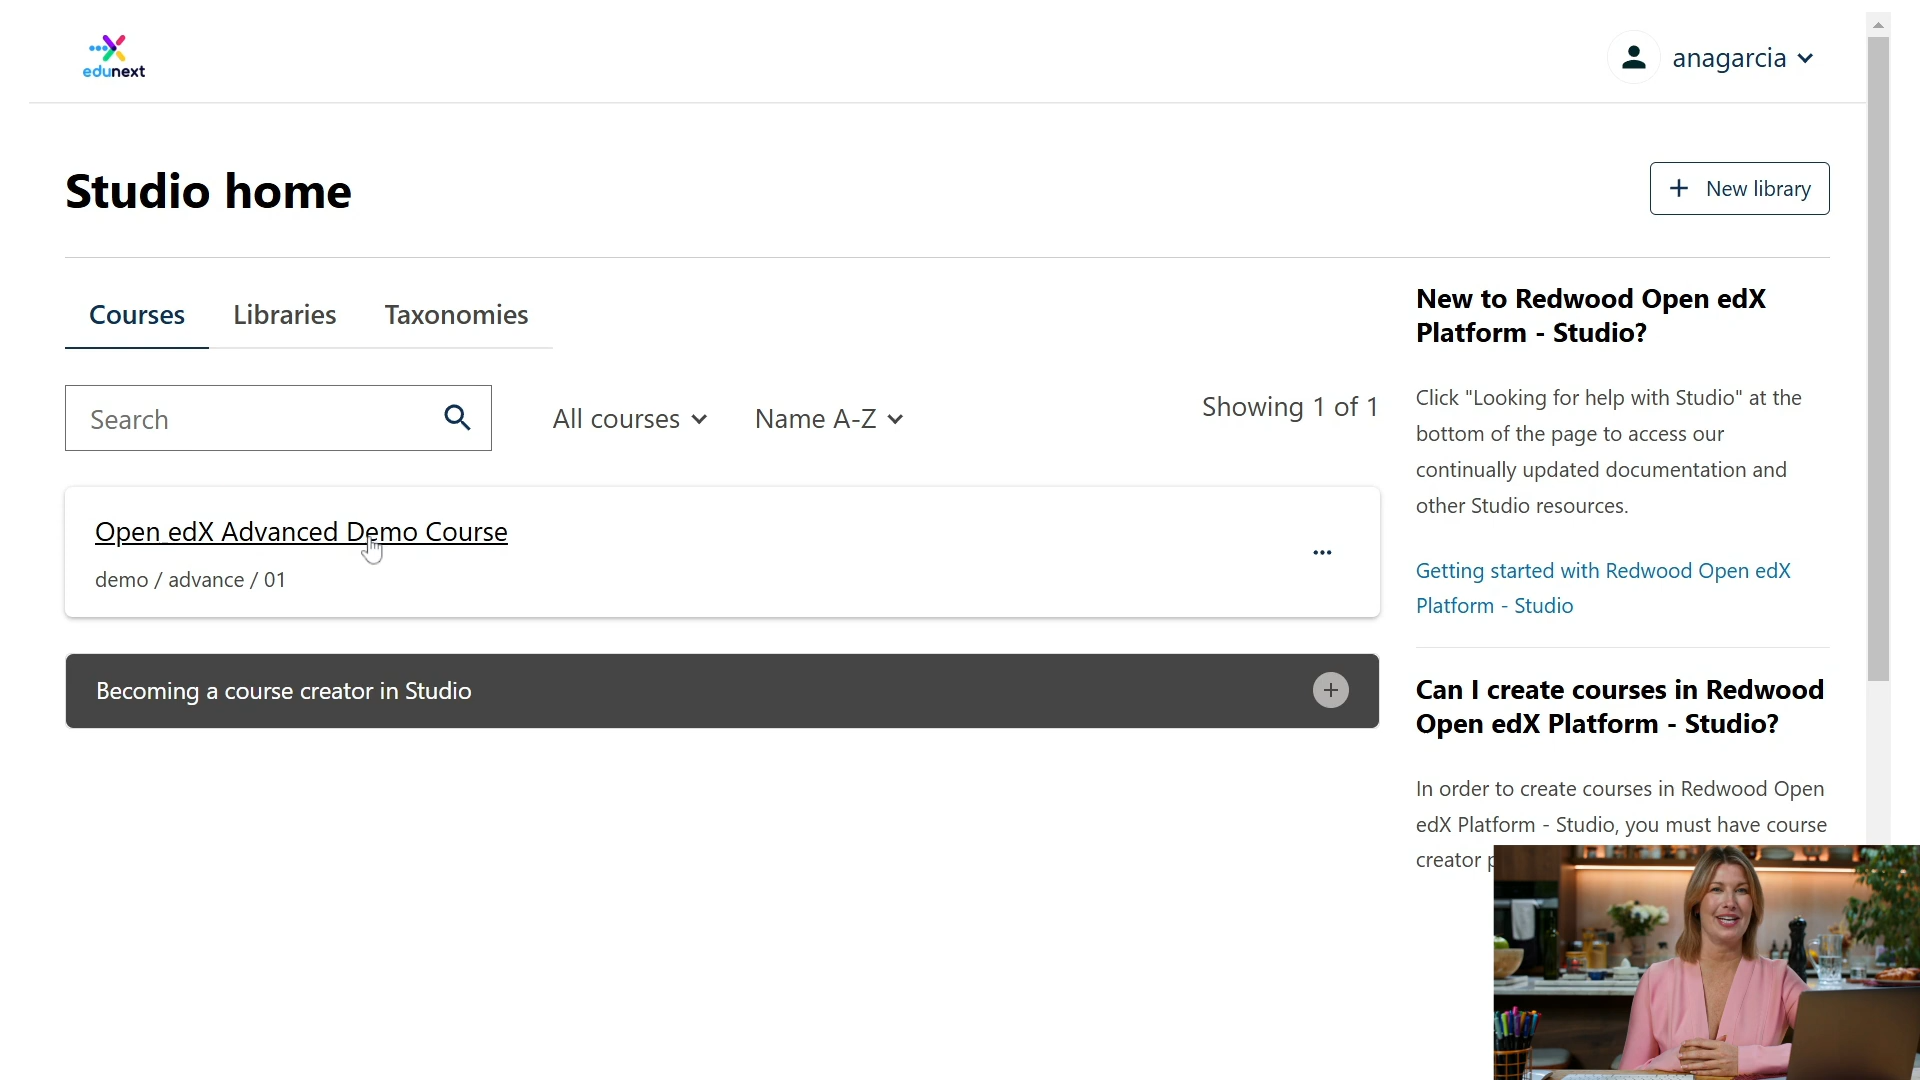 edunext
anagarcia
Studio home
New library
Courses
Libraries
Taxonomies
Search
All courses
Name A-Z
Showing 1 of 1
Open edX Advanced Demo Course
demo / advance / 01
Becoming a course creator in Studio
New to Redwood Open edX
Platform - Studio?
Click "Looking for help with Studio" at the
bottom of the page to access our
continually updated documentation and
other Studio resources.
Getting started with Redwood Open edX
Platform - Studio
Can I create courses in Redwood
Open edX Platform - Studio?
In order to create courses in Redwood Open
edX Platform - Studio, you must have course
creator